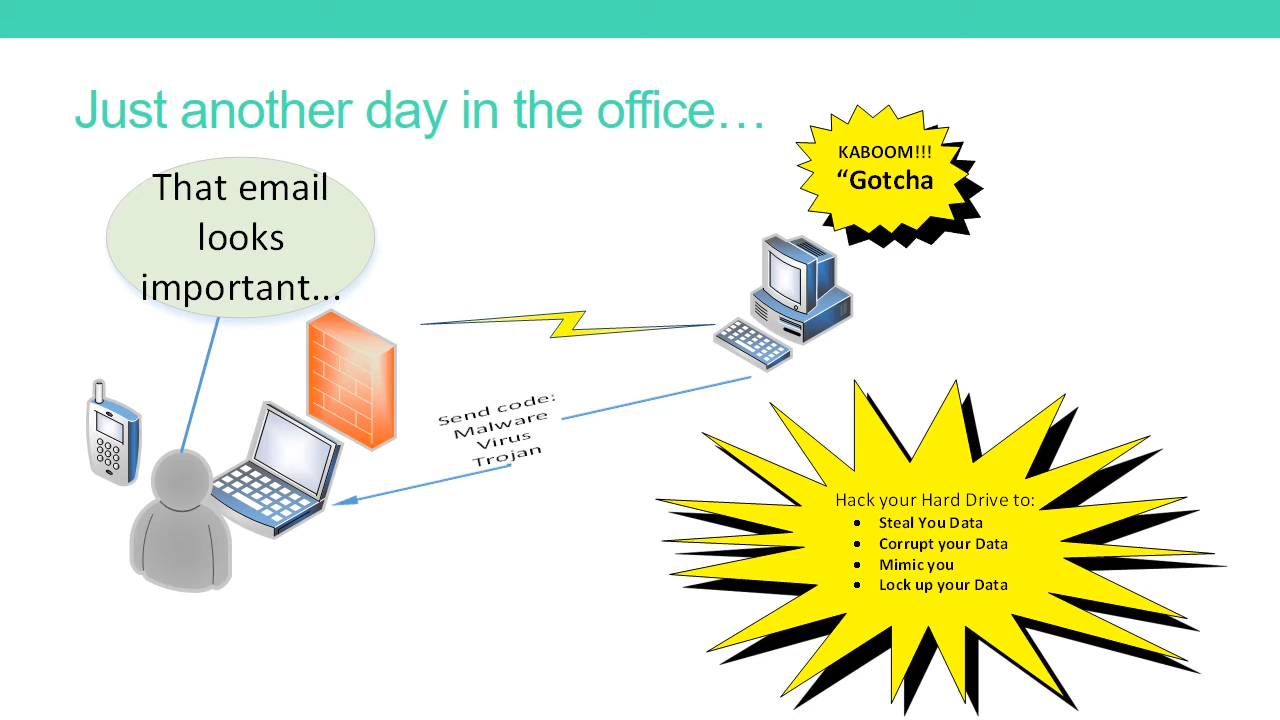 Just another day in the office…
KABOOM!!!
“Gotcha
That email
looks
important...
Send code:
Malware
Virus
Trojan
Hack your Hard Drive to:
• Steal You Data
• Corrupt your Data
• Mimic you
• Lock up your Data